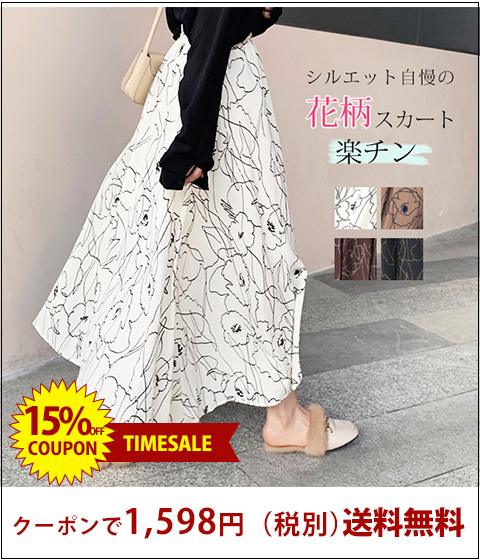 シルエット自慢の
花柄スカート
楽チン
15%OFF
COUPON
TIMESALE
クーポンで1,598円（税別）送料無料